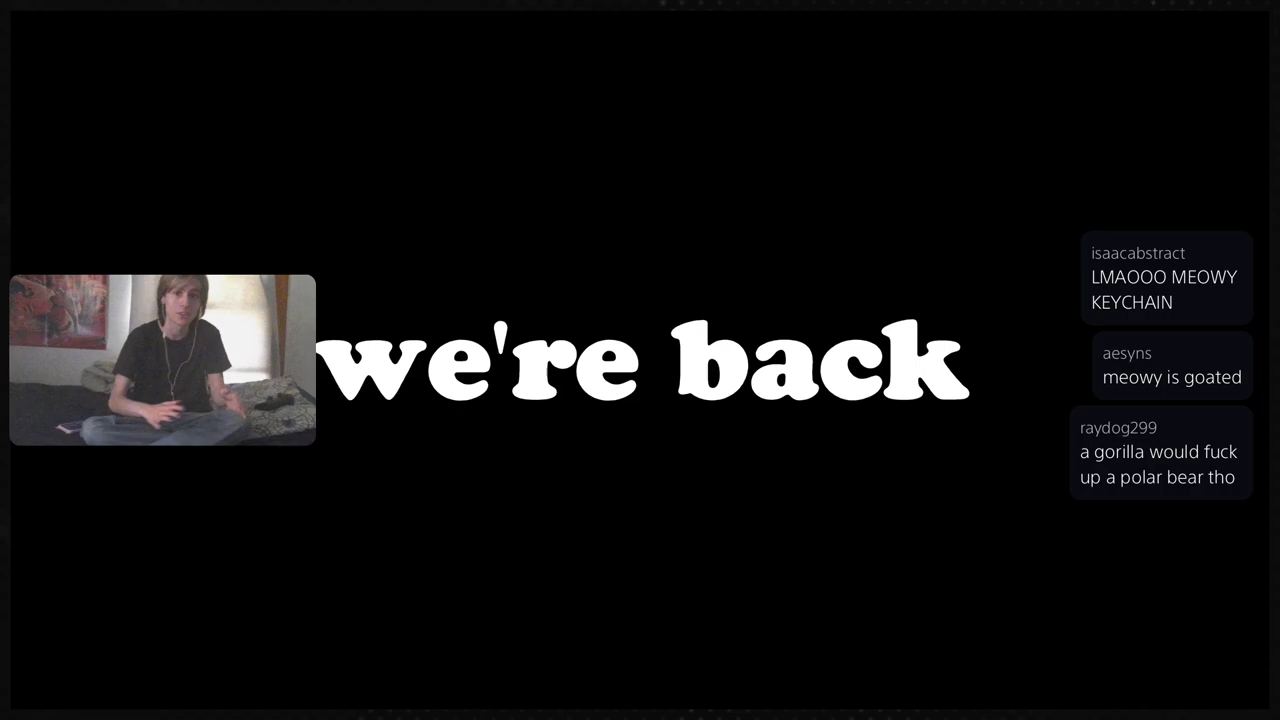 we're back
isaacabstract
LMAOOO MEOWY
KEYCHAIN
aesyns
meowy is goated
raydog299
a gorilla would fuck
up a polar bear tho